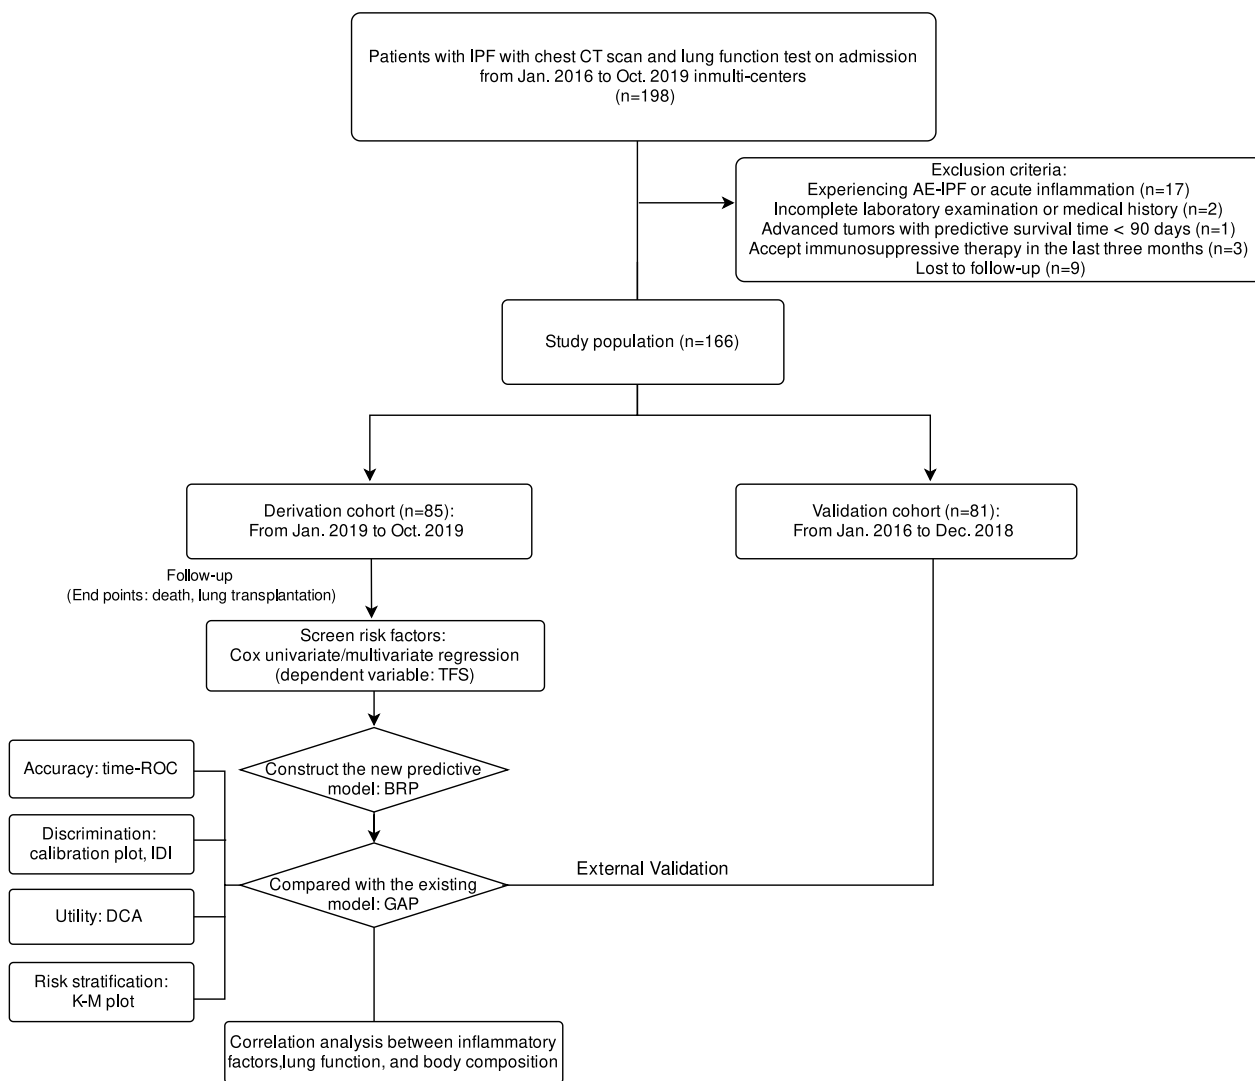 Patients with IPF with chest CT scan and lung function test on admission
from Jan. 2016 to Oct. 2019 inmulti-centers
(n=198)
Exclusion criteria:
Experiencing AE-IPF or acute inflammation (n=17)
Incomplete laboratory examination or medical history (n=2)
Advanced tumors with predictive survival time < 90 days (n=1)
Accept immunosuppressive therapy in the last three months (n=3)
Lost to follow-up (n=9)
Study population (n=166)
Derivation cohort (n=85):
From Jan. 2019 to Oct. 2019
Validation cohort (n=81):
From Jan. 2016 to Dec. 2018
Follow-up
(End points: death, lung transplantation)
Screen risk factors:
Cox univariate/multivariate regression
(dependent variable: TFS)
Construct the new predictive
model: BRP
Accuracy: time-ROC
Discrimination:
calibration plot, IDI
Compared with the existing
model: GAP
External Validation
Utility: DCA
Risk stratification:
K-M plot
Correlation analysis between inflammatory
factors,lung function, and body composition